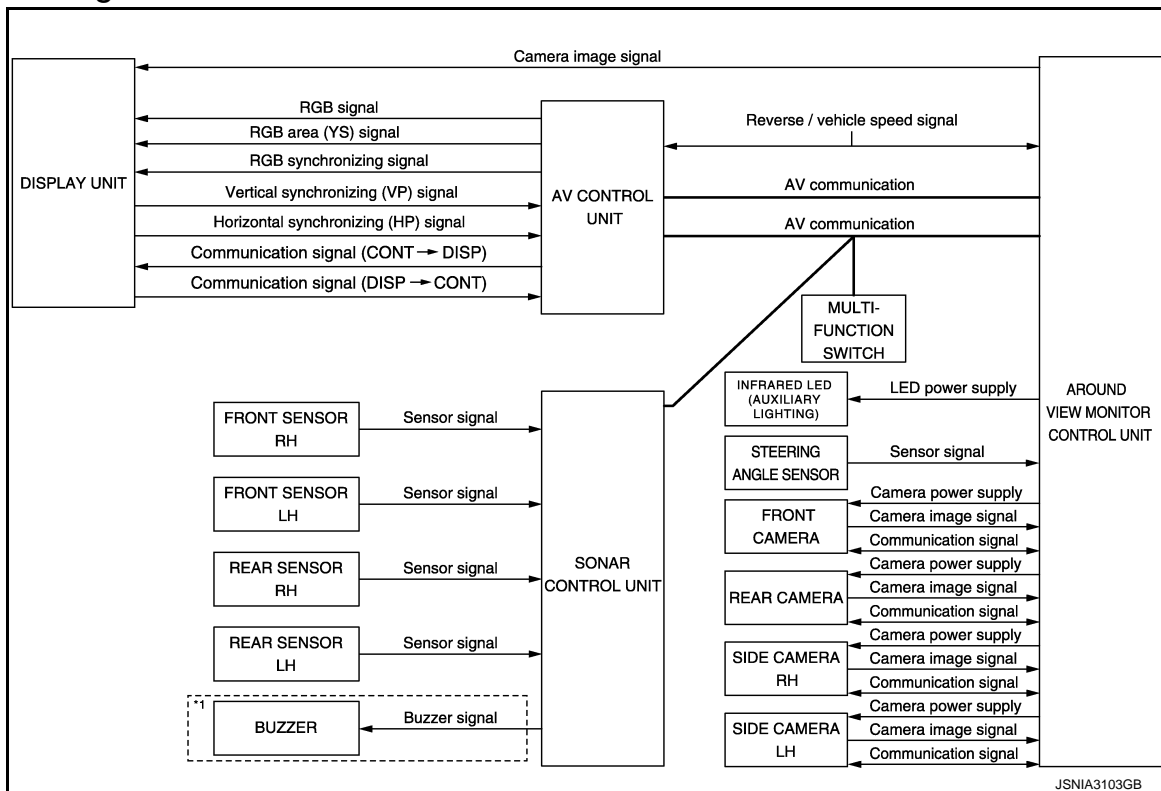 Camera image signal
DISPLAY UNIT
RGB signal
RGB area (YS) signal
RGB synchronizing signal
Vertical synchronizing (VP) signal
Horizontal synchronizing (HP) signal
Communication signal (CONT → DISP)
Communication signal (DISP → CONT)
AV CONTROL
UNIT
Reverse / vehicle speed signal
AV communication
AV communication
MULTI-
FUNCTION
SWITCH
AROUND
VIEW MONITOR
CONTROL UNIT
INFRARED LED
(AUXILIARY
LIGHTING)
LED power supply
STEERING
ANGLE SENSOR
Sensor signal
FRONT
CAMERA
Camera power supply
Camera image signal
Communication signal
REAR CAMERA
Camera power supply
Camera image signal
Communication signal
SIDE CAMERA
RH
Camera power supply
Camera image signal
Communication signal
SIDE CAMERA
LH
Camera power supply
Camera image signal
Communication signal
FRONT SENSOR
RH
Sensor signal
FRONT SENSOR
LH
Sensor signal
REAR SENSOR
RH
Sensor signal
REAR SENSOR
LH
Sensor signal
*1
BUZZER
Buzzer signal
SONAR
CONTROL UNIT
JSNIA3103GB